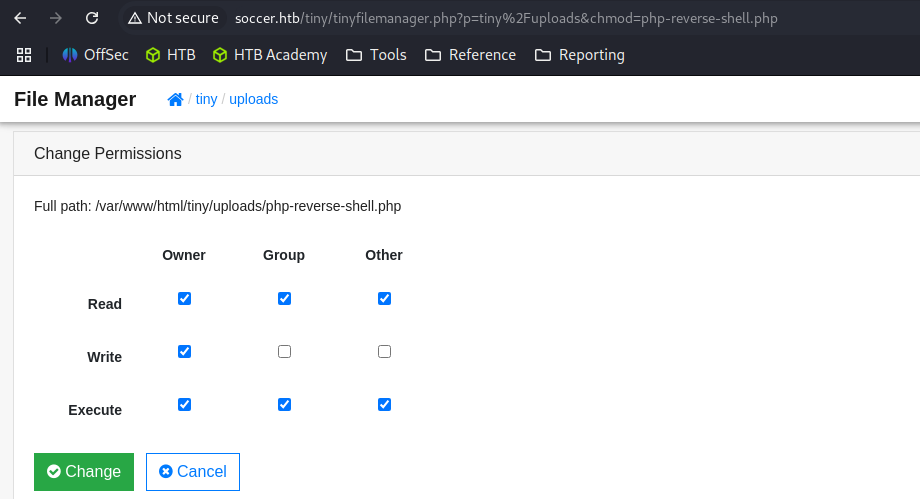 Not secure soccer.htb/tiny/tinyfilemanager.php?p=tiny%2Fuploads&chmod=php-reverse-shell.php
OffSec HTB HTB Academy Tools Reference Reporting
File Manager / tiny / uploads
Change Permissions
Full path: /var/www/html/tiny/uploads/php-reverse-shell.php
Owner Group Other
Read
Write
Execute
Change Cancel